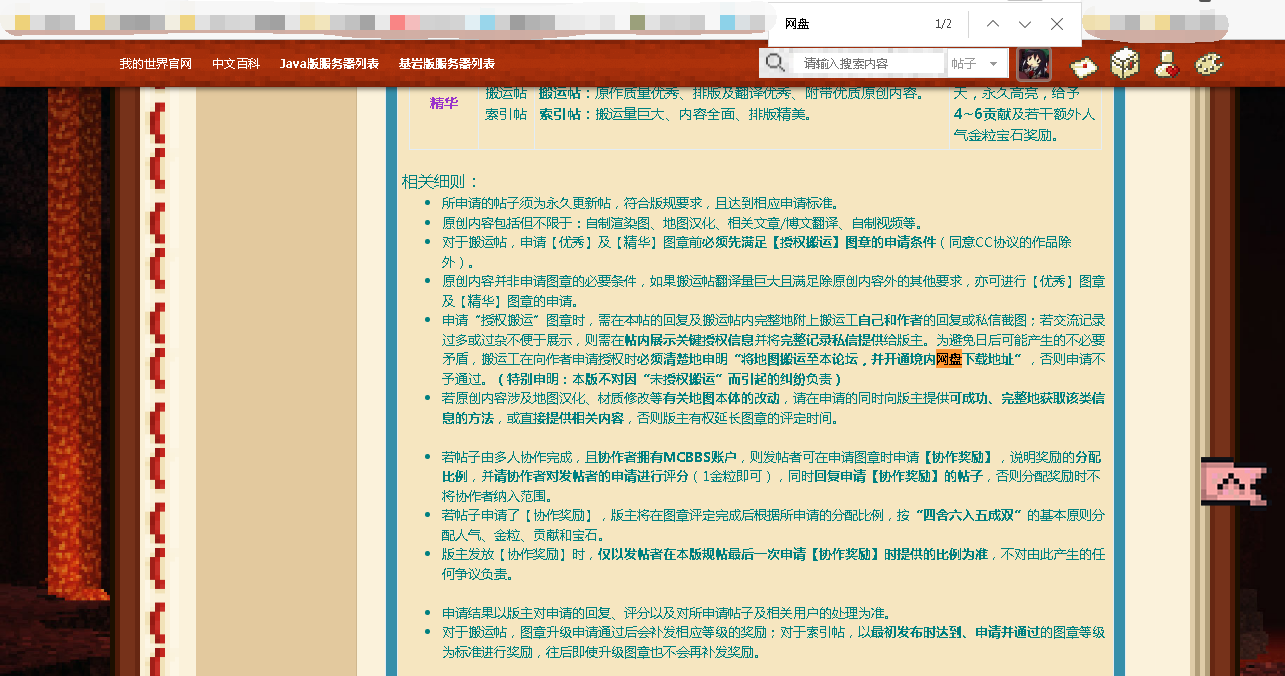 网盘 1/2
我的世界官网 中文百科 Java版服务器列表 基岩版服务器列表 请输入搜索内容 帖子
精华 搬运帖 搬运帖：原作质量优秀、排版及翻译优秀、附带优质原创内容。 天，永久高亮，给予
索引帖 索引帖：搬运量巨大、内容全面、排版精美。 4~6贡献及若干额外人
气金粒宝石奖励。
相关细则：
所申请的帖子须为永久更新帖，符合版规要求，且达到相应申请标准。
原创内容包括但不限于：自制渲染图、地图汉化、相关文章/博文翻译、自制视频等。
对于搬运帖，申请【优秀】及【精华】图章前必须先满足【授权搬运】图章的申请条件（同意CC协议的作品除
外）。
原创内容并非申请图章的必要条件，如果搬运帖翻译量巨大且满足除原创内容外的其他要求，亦可进行【优秀】图章
及【精华】图章的申请。
申请“授权搬运”图章时，需在本帖的回复及搬运帖内完整地附上搬运工自己和作者的回复或私信截图；若交流记录
过多或过杂不便于展示，则需在帖内展示关键授权信息并将完整记录私信提供给版主。为避免日后可能产生的不必要
矛盾，搬运工在向作者申请授权时必须清楚地申明“将地图搬运至本论坛，并开通境内网盘下载地址”，否则申请不
予通过。（特别申明：本版不对因“未授权搬运”而引起的纠纷负责）
若原创内容涉及地图汉化、材质修改等有关地图本体的改动，请在申请的同时向版主提供可成功、完整地获取该类信
息的方法，或直接提供相关内容，否则版主有权延长图章的评定时间。
若帖子由多人协作完成，且协作者拥有MCBBS账户，则发帖者可在申请图章时申请【协作奖励】，说明奖励的分配
比例，并请协作者对发帖者的申请进行评分（1金粒即可），同时回复申请【协作奖励】的帖子，否则分配奖励时不
将协作者纳入范围。
若帖子申请了【协作奖励】，版主将在图章评定完成后根据所申请的分配比例，按“四舍六入五成双”的基本原则分
配人气、金粒、贡献和宝石。
版主发放【协作奖励】时，仅以发帖者在本版规帖最后一次申请【协作奖励】时提供的比例为准，不对由此产生的任
何争议负责。
申请结果以版主对申请的回复、评分以及对所申请帖子及相关用户的处理为准。
对于搬运帖，图章升级申请通过后会补发相应等级的奖励；对于索引帖，以最初发布时达到、申请并通过的图章等级
为标准进行奖励，往后即使升级图章也不会再补发奖励。